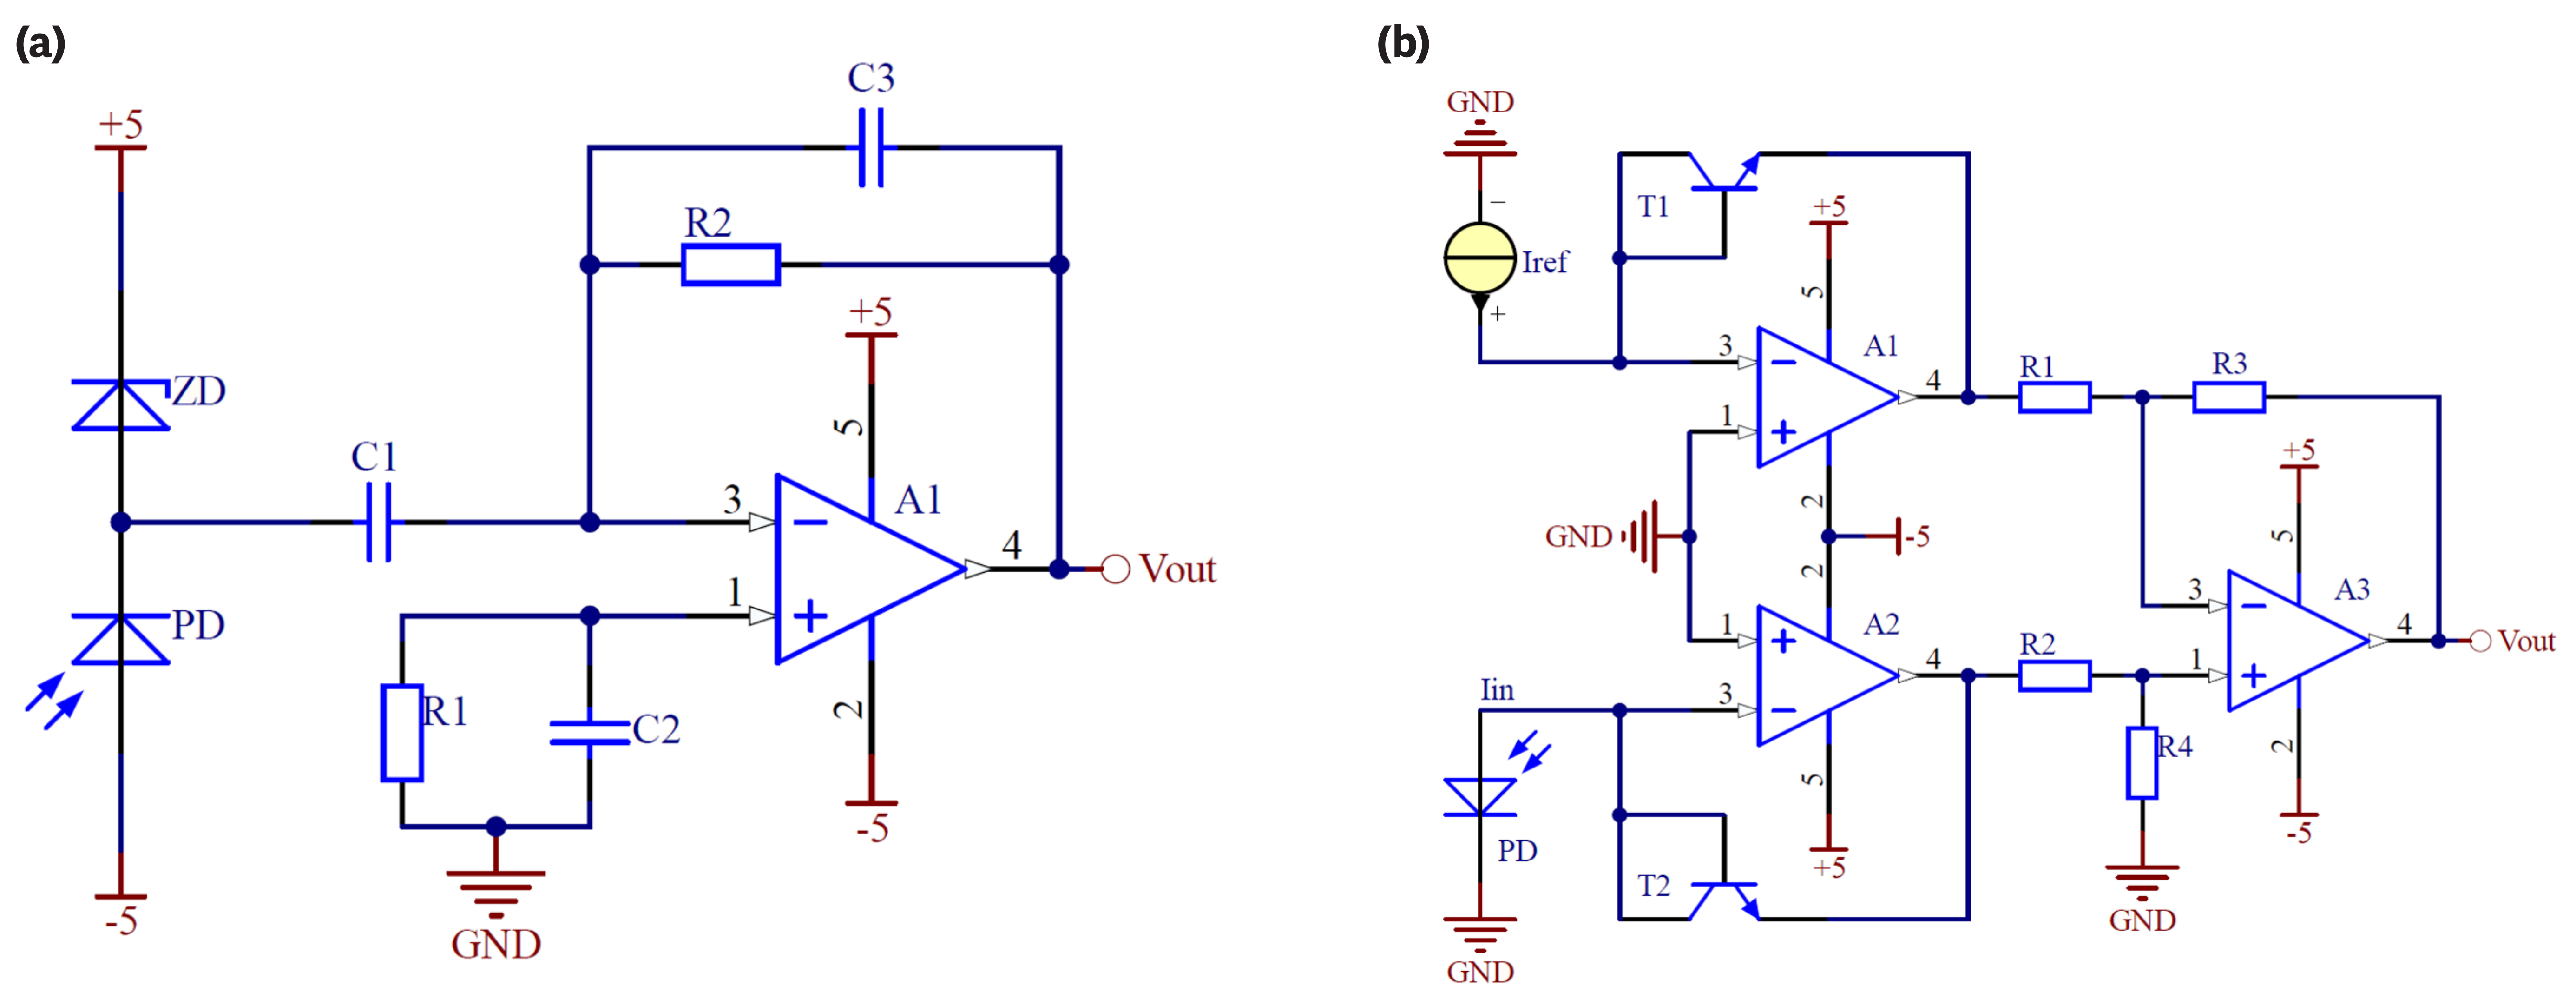 (a)
C3
+5
R2
+5
ZD
5
C1
3
A1
4
Vout
1
PD
R1
C2
2
-5
-5
GND
(b)
GND
T1
+5
−
Iref
+
5
3
A1
4
R1
R3
1
2
+5
GND
-5
5
2
3
A3
1
A2
4
Vout
4
R2
1
Iin
3
R4
2
5
PD
+5
-5
T2
GND
GND